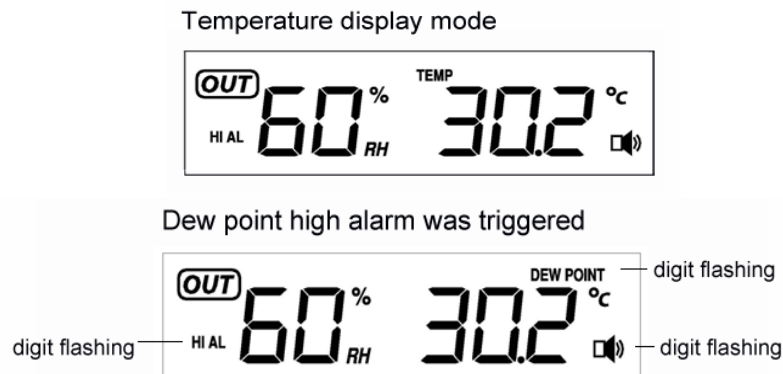 Temperature display mode
OUT 60 % RH TEMP 30.2 °C
HI AL
Dew point high alarm was triggered
OUT 60 % RH DEW POINT 30.2 °C digit flashing
digit flashing HI AL digit flashing